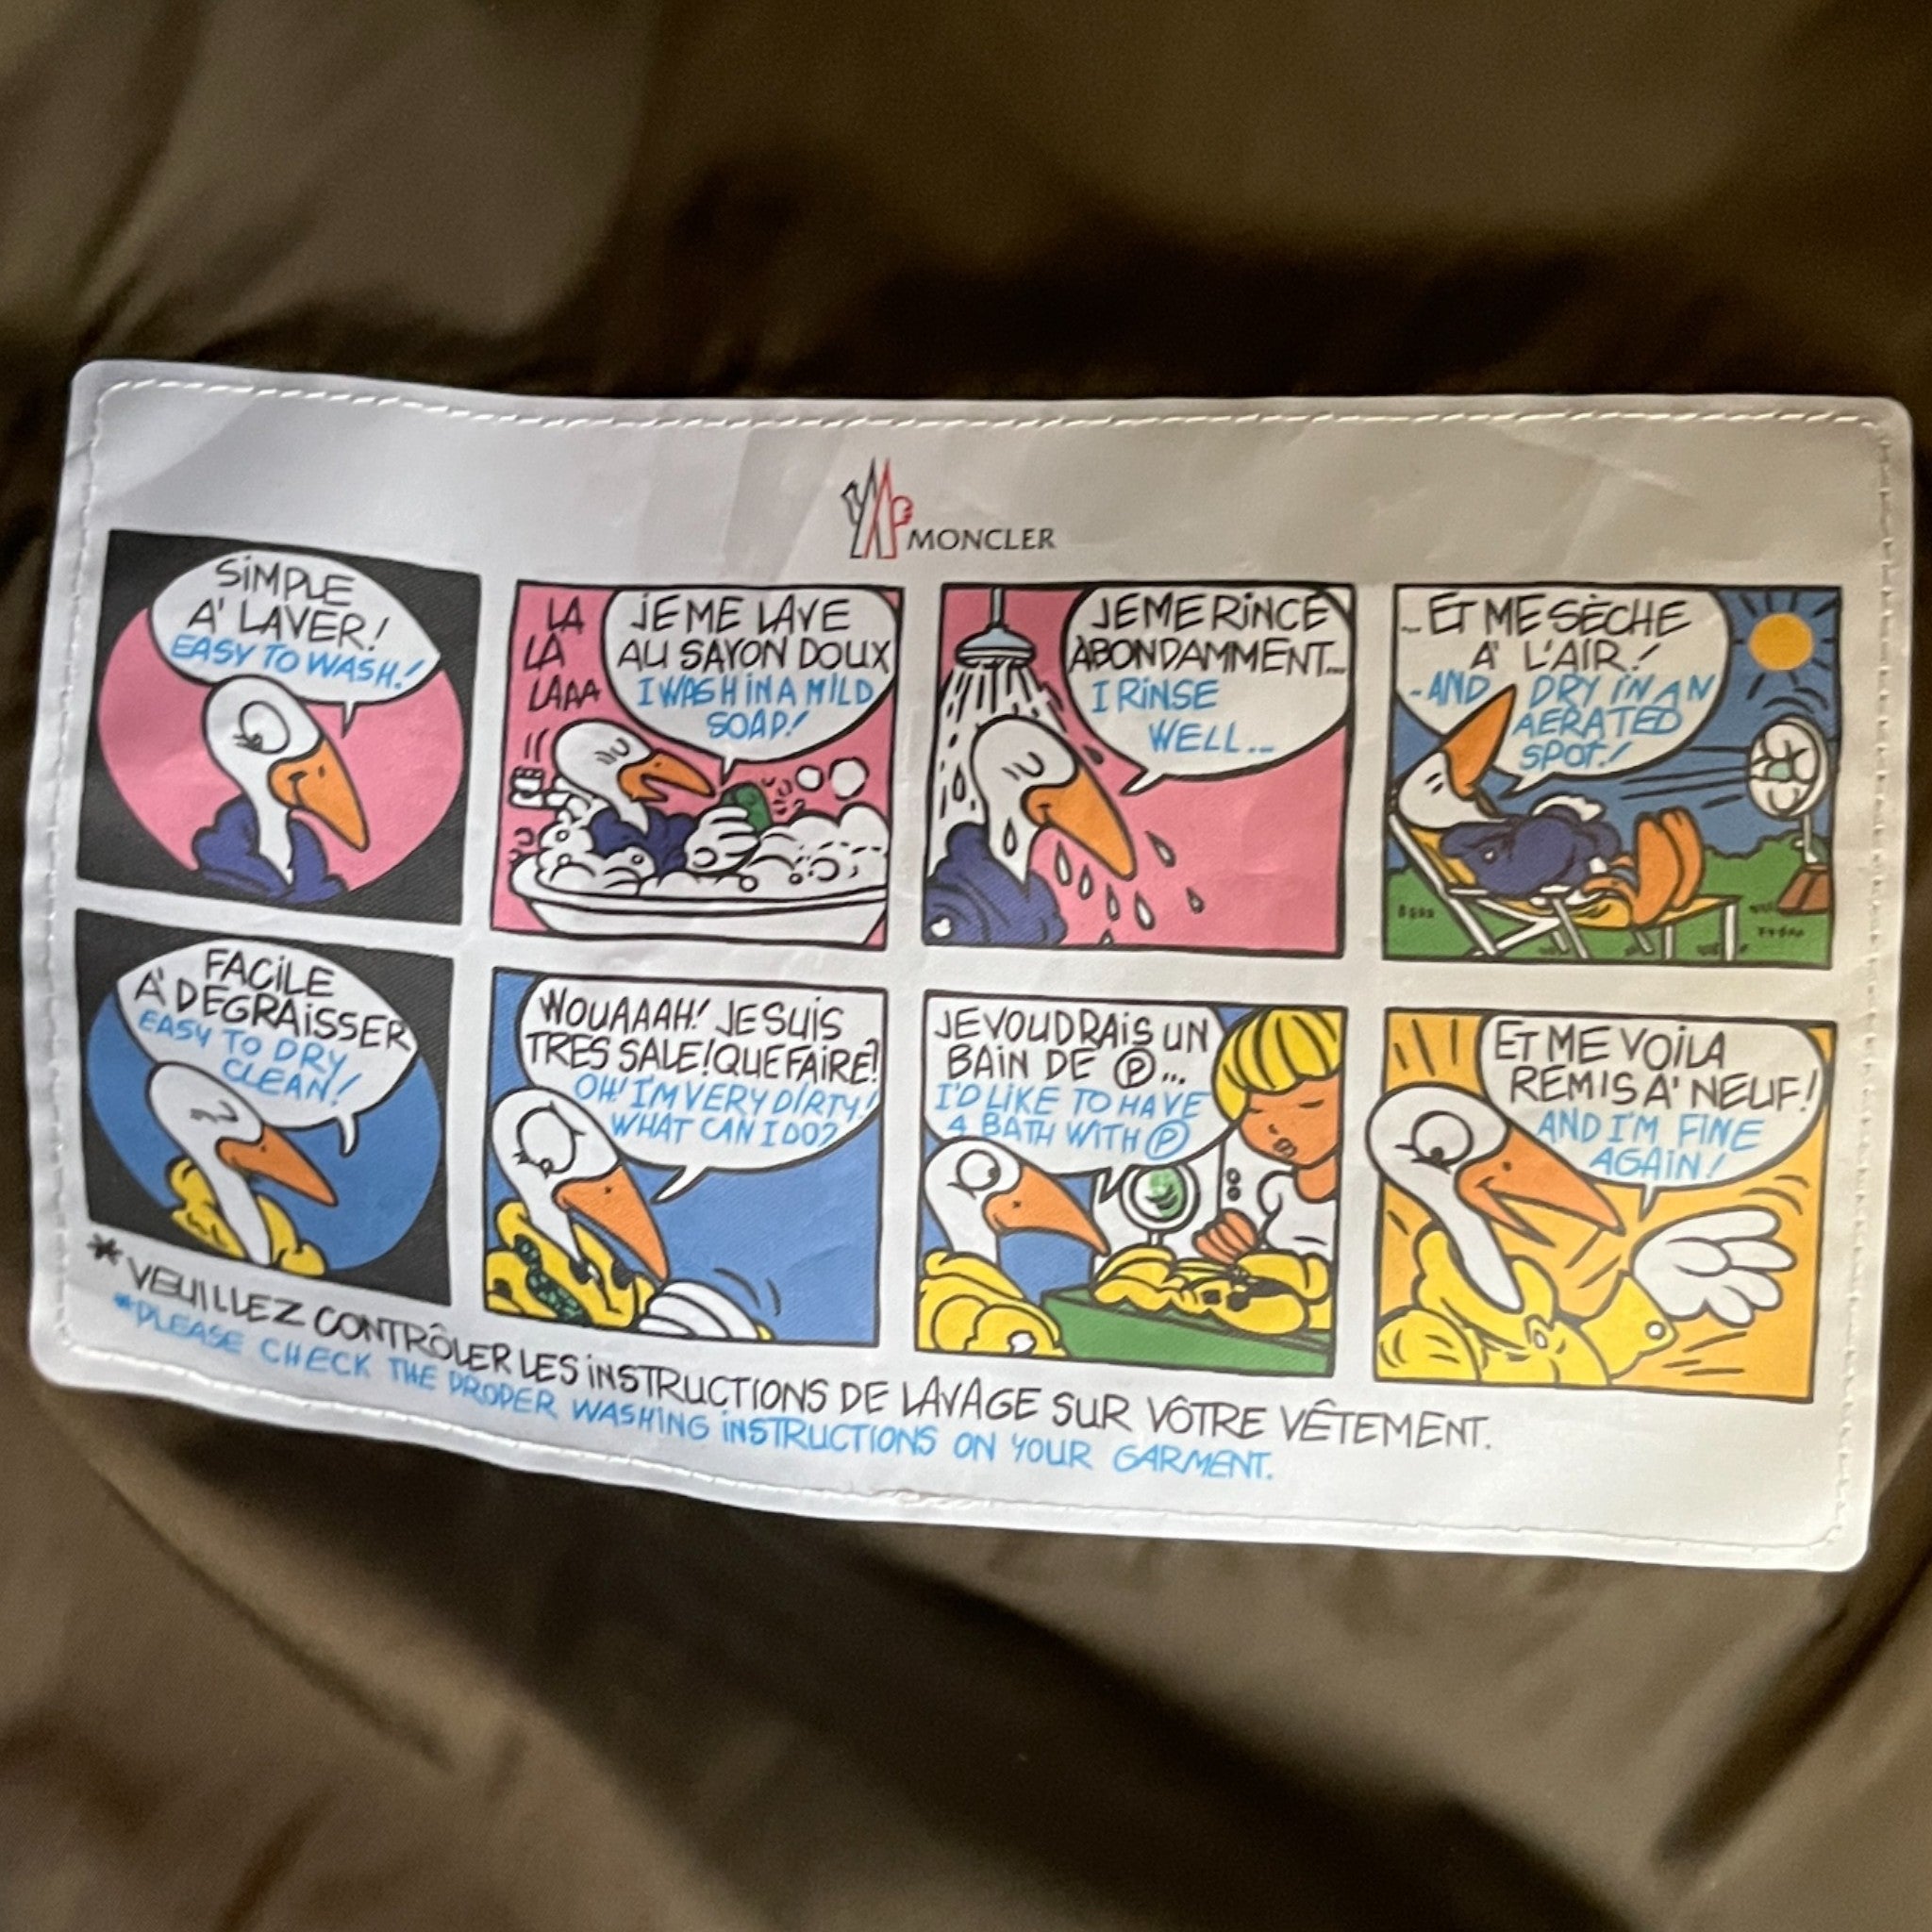 MONCLER
SiMPLE
A' LAVER!
EASY TO WASH!
LA
LA
LAAA
JE ME LAVE
AU SAVON DOUX
I WASH IN A MILD
SOAP!
JE ME RINCE
ABONDAMMENT...
I RINSE
WELL...
...ET ME SÈCHE
A' L'AIR!
-AND DRY IN AN
AERATED
SPOT!
FACILE
A' DEGRAISSER
EASY TO DRY
CLEAN!
WOUAAAH! JE SUIS
TRES SALE! QUE FAIRE?
OH! I'M VERY DIRTY!
WHAT CAN I DO?
JE VOUDRAIS UN
BAIN DE Ⓟ...
I'D LIKE TO HAVE
A BATH WITH Ⓟ
ET ME VOILA
REMIS A' NEUF!
AND I'M FINE
AGAIN!
*VEUILLEZ CONTRÔLER LES INSTRUCTIONS DE LAVAGE SUR VÔTRE VÊTEMENT.
*PLEASE CHECK THE PROPER WASHING INSTRUCTIONS ON YOUR GARMENT.